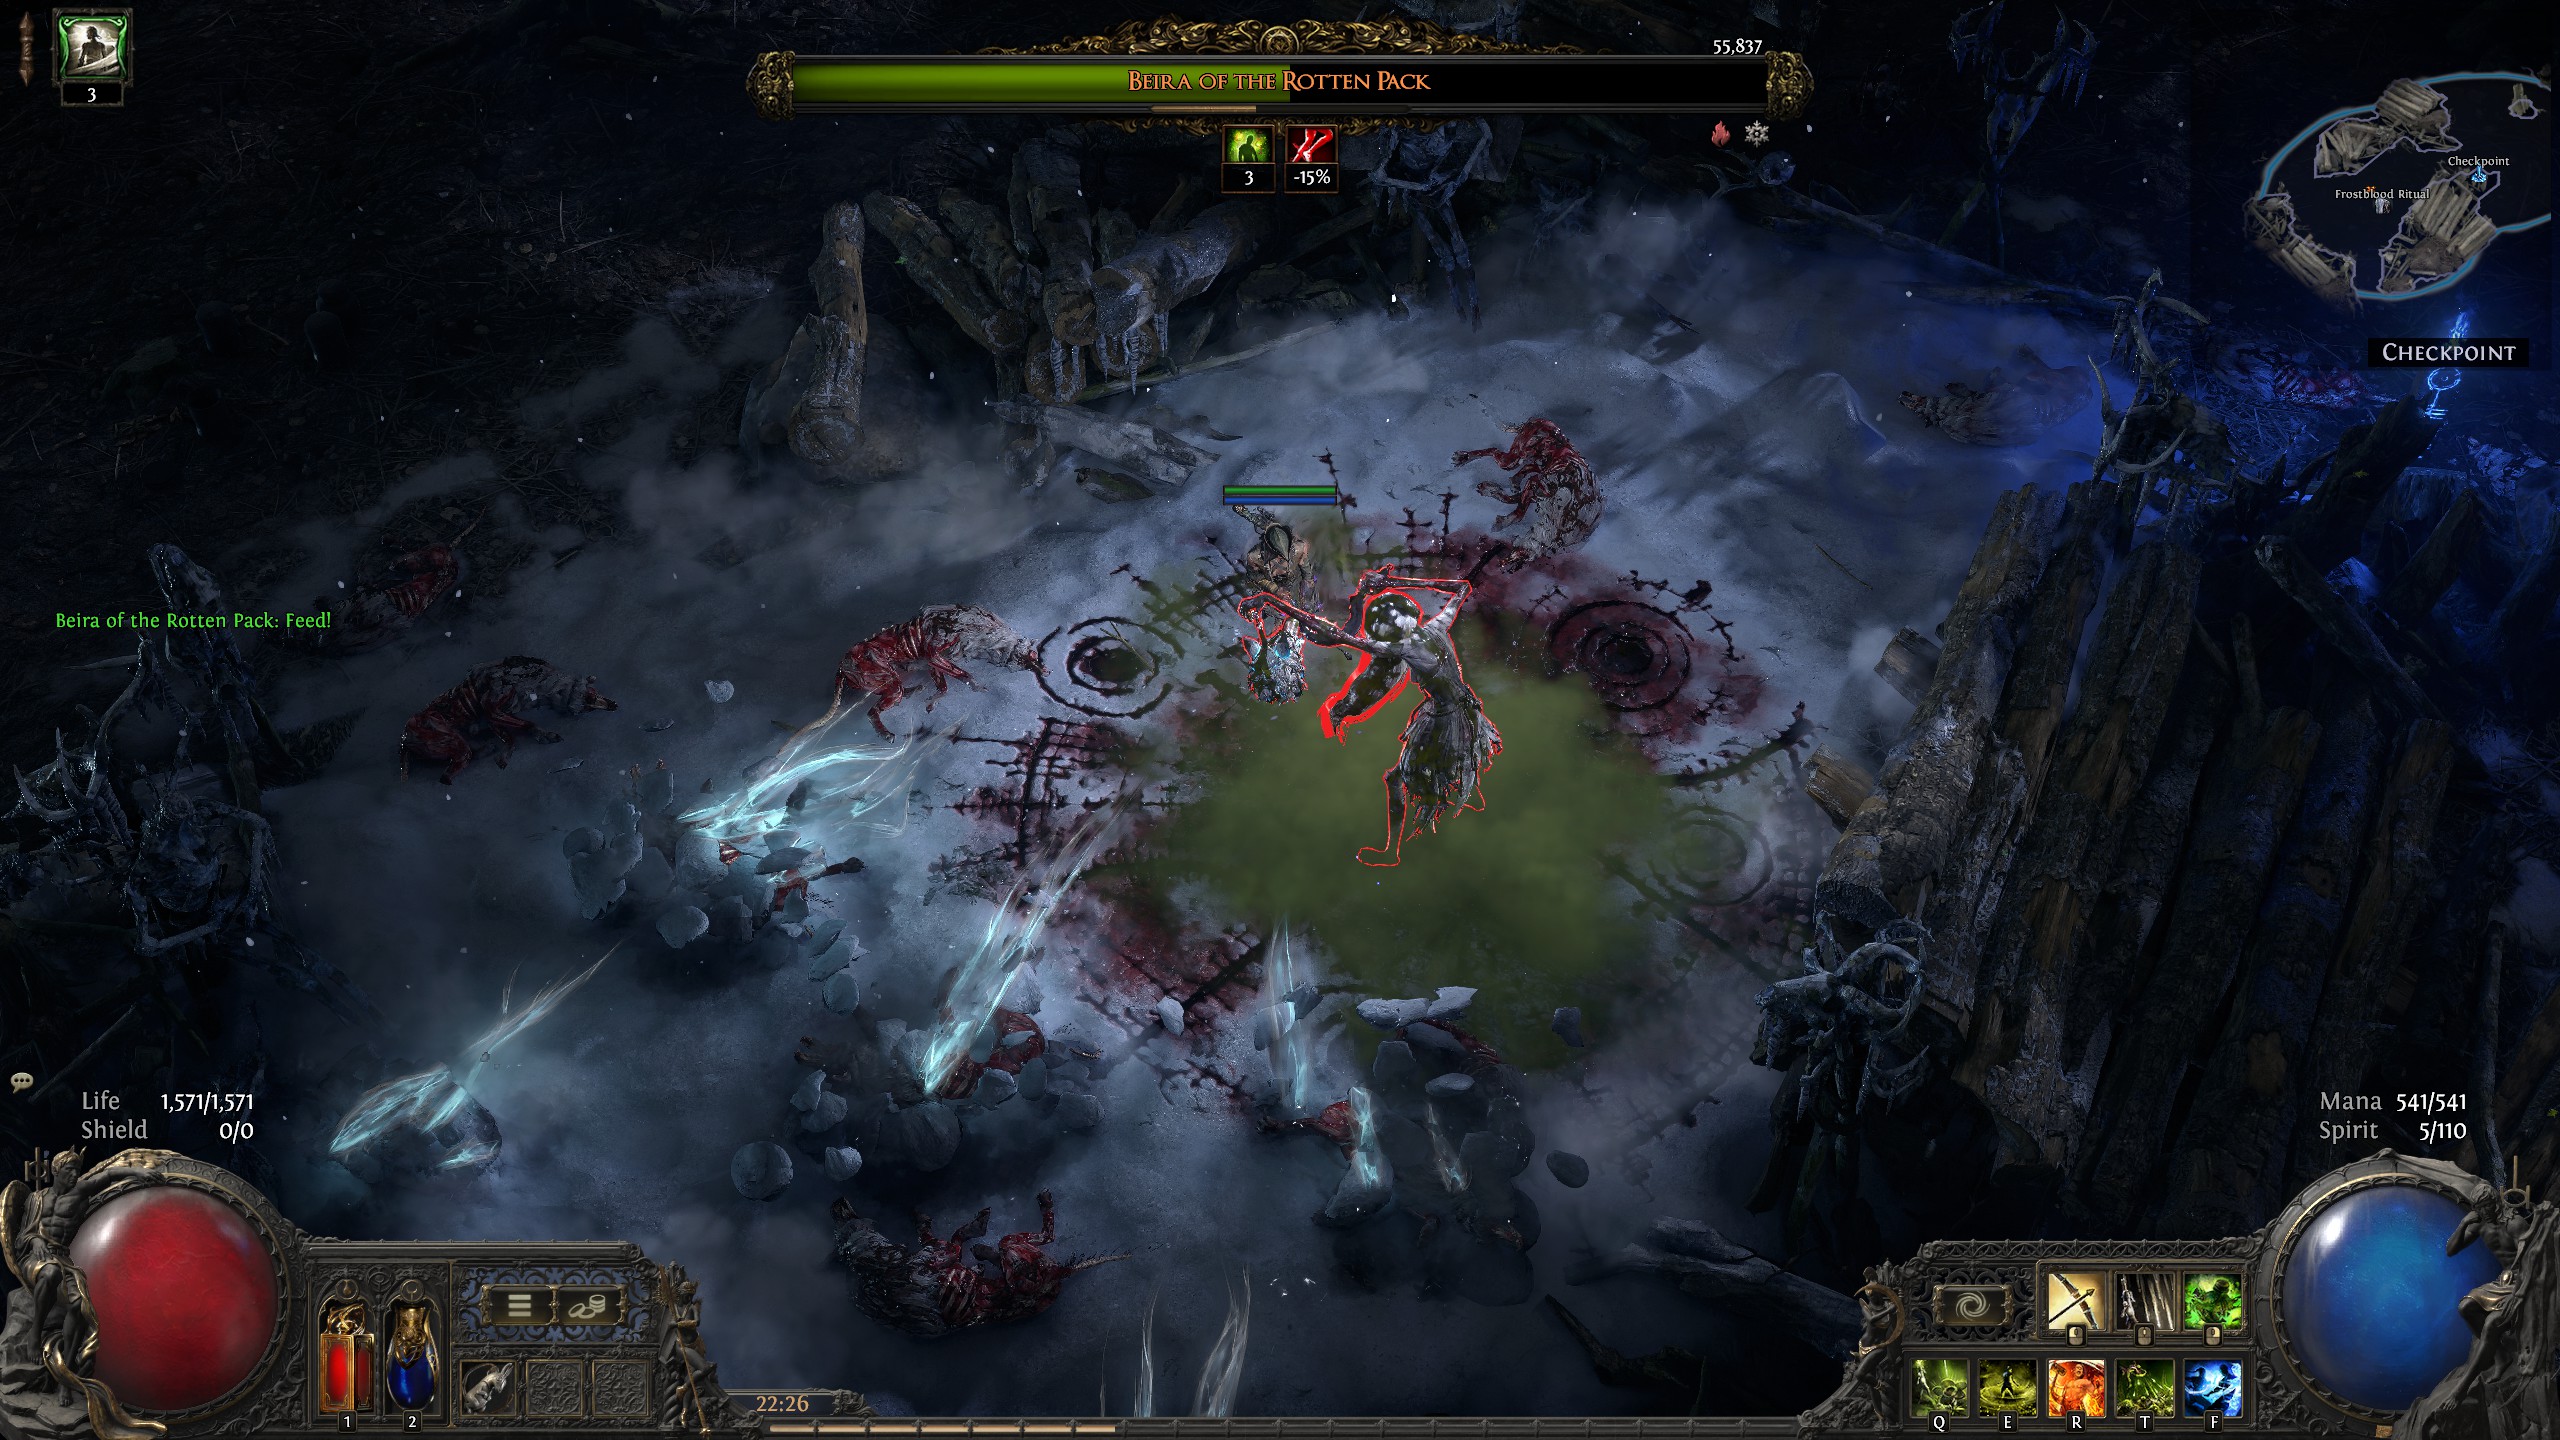 3
55,837
BEIRA OF THE ROTTEN PACK
3
-15%
Checkpoint
Frostblood Ritual
CHECKPOINT
Beira of the Rotten Pack: Feed!
Life 1,571/1,571
Shield 0/0
Mana 541/541
Spirit 5/110
1
2
22:26
Q
E
R
T
F